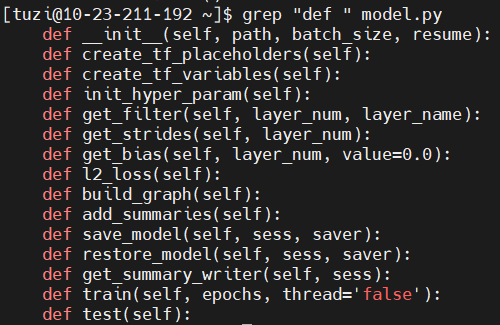 [tuzi@10-23-211-192 ~]$ grep "def " model.py
    def __init__(self, path, batch_size, resume):
    def create_tf_placeholders(self):
    def create_tf_variables(self):
    def init_hyper_param(self):
    def get_filter(self, layer_num, layer_name):
    def get_strides(self, layer_num):
    def get_bias(self, layer_num, value=0.0):
    def l2_loss(self):
    def build_graph(self):
    def add_summaries(self):
    def save_model(self, sess, saver):
    def restore_model(self, sess, saver):
    def get_summary_writer(self, sess):
    def train(self, epochs, thread='false'):
    def test(self):